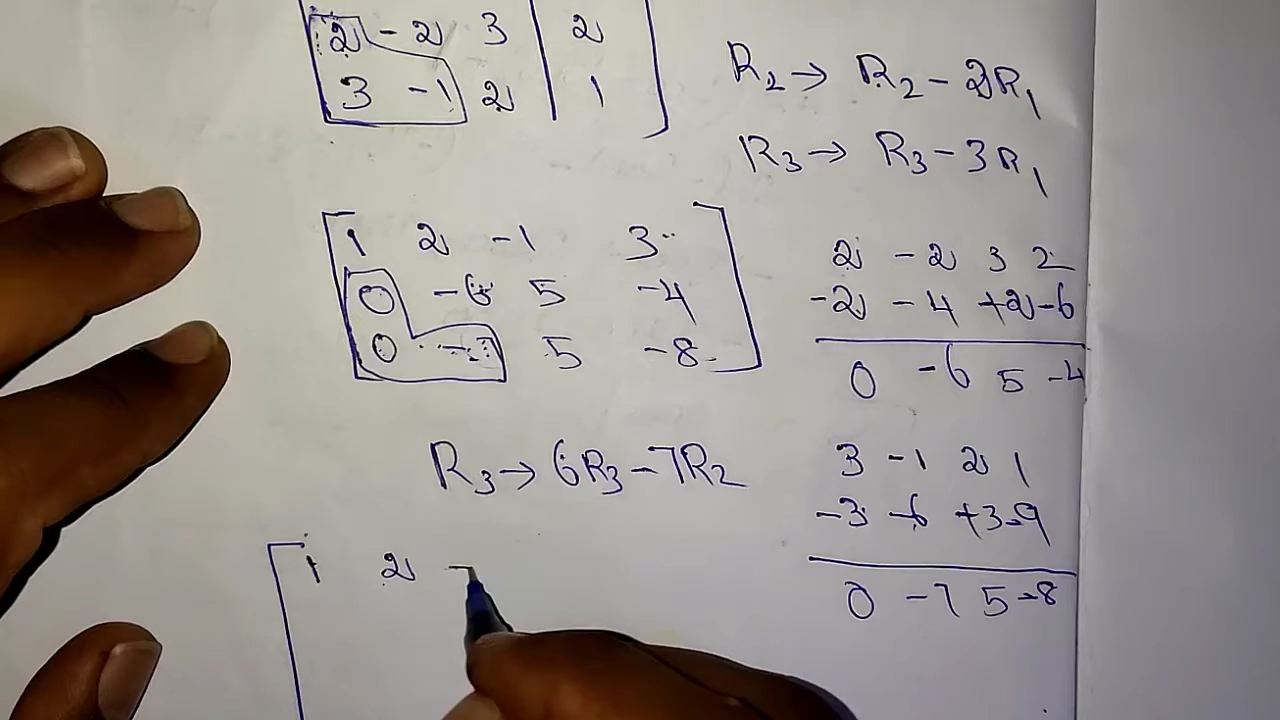 2 -2 3 2
3 -1 2 1
R2 → R2 - 2R1
R3 → R3 - 3R1
1 2 -1 3
0 -6 5 -4
0 -7 5 -8
2 -2 3 2
-2 -4 +2 -6
0 -6 5 -4
3 -1 2 1
-3 -6 +3 -9
0 -7 5 -8
R3 → 6R3 - 7R2
1 2 -